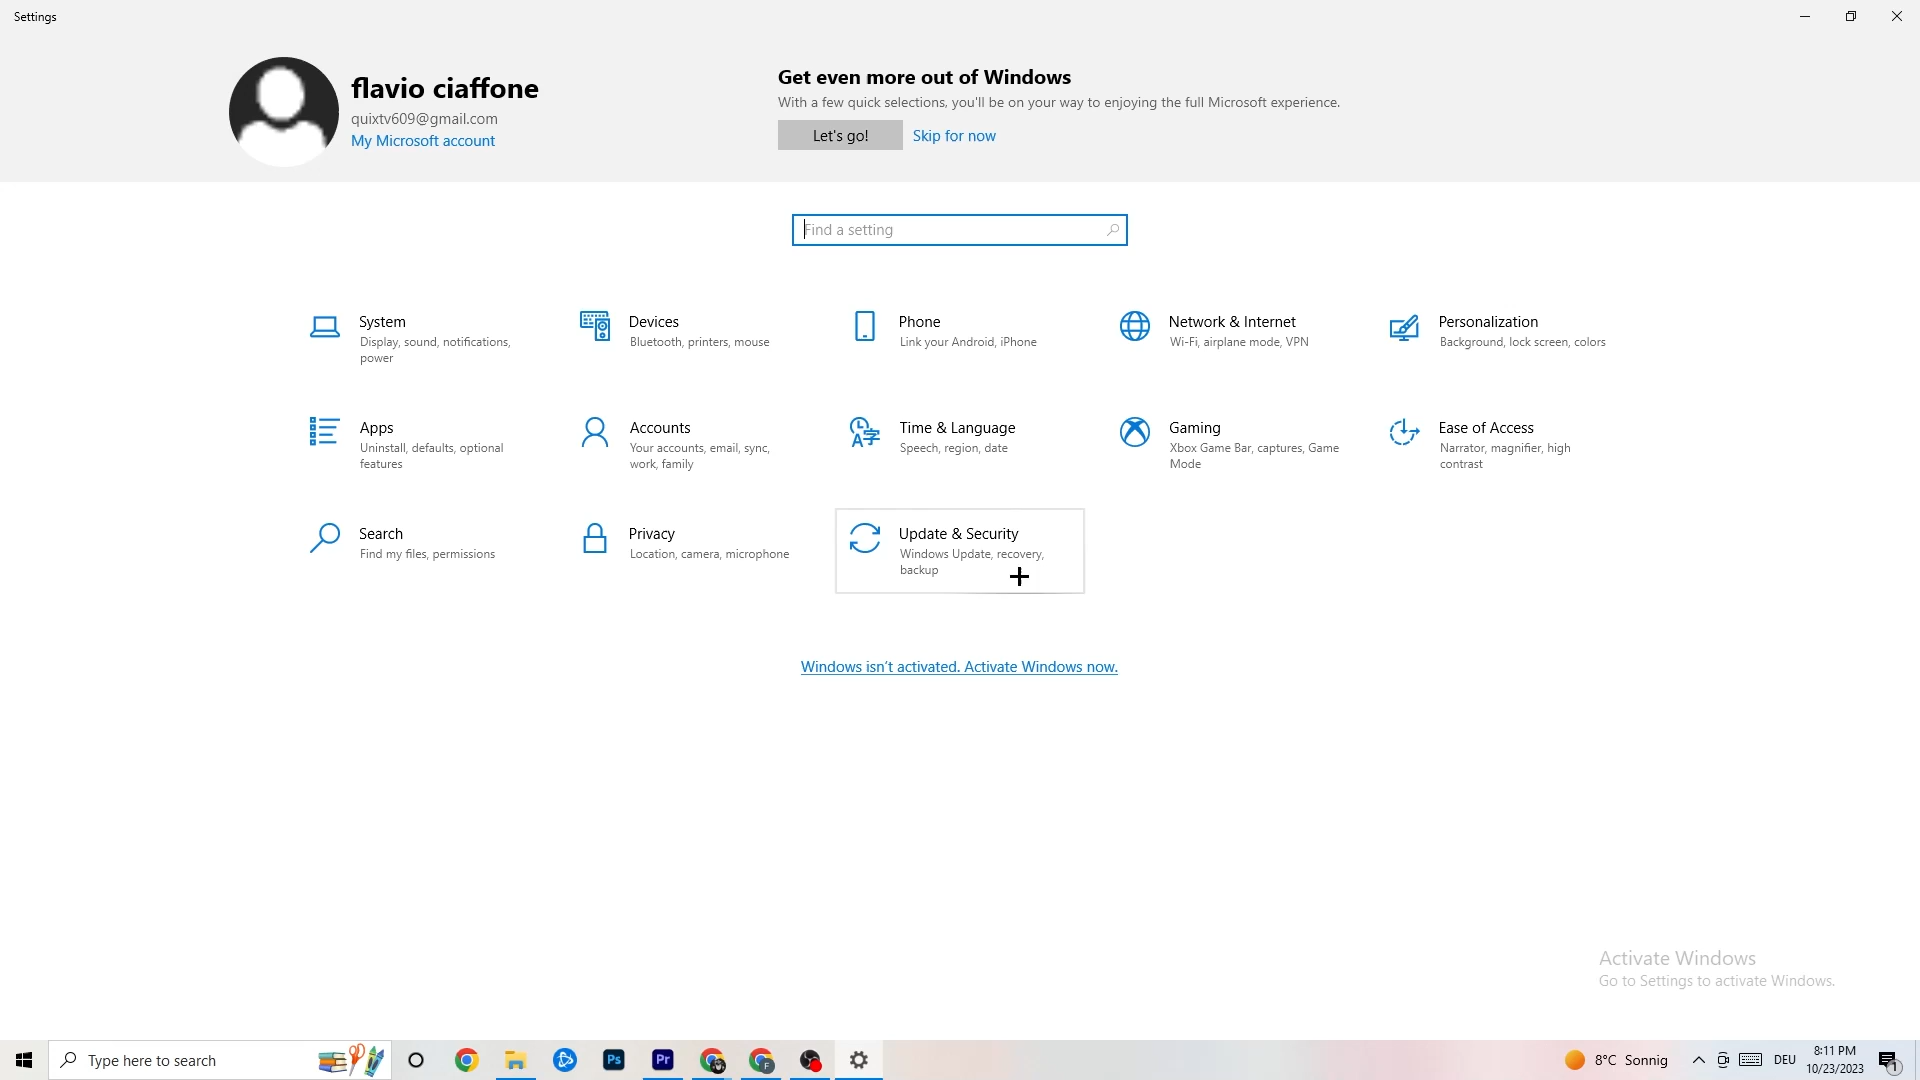 Settings
flavio ciaffone
quixtv609@gmail.com
My Microsoft account
Get even more out of Windows
With a few quick selections, you'll be on your way to enjoying the full Microsoft experience.
Let's go!
Skip for now
Find a setting
System
Display, sound, notifications,
power
Devices
Bluetooth, printers, mouse
Phone
Link your Android, iPhone
Network & Internet
Wi-Fi, airplane mode, VPN
Personalization
Background, lock screen, colors
Apps
Uninstall, defaults, optional
features
Accounts
Your accounts, email, sync,
work, family
Time & Language
Speech, region, date
Gaming
Xbox Game Bar, captures, Game
Mode
Ease of Access
Narrator, magnifier, high
contrast
Search
Find my files, permissions
Privacy
Location, camera, microphone
Update & Security
Windows Update, recovery,
backup
Windows isn't activated. Activate Windows now.
Activate Windows
Go to Settings to activate Windows.
Type here to search
Ps
Pr
F
8°C Sonnig
DEU
8:11 PM
10/23/2023
1